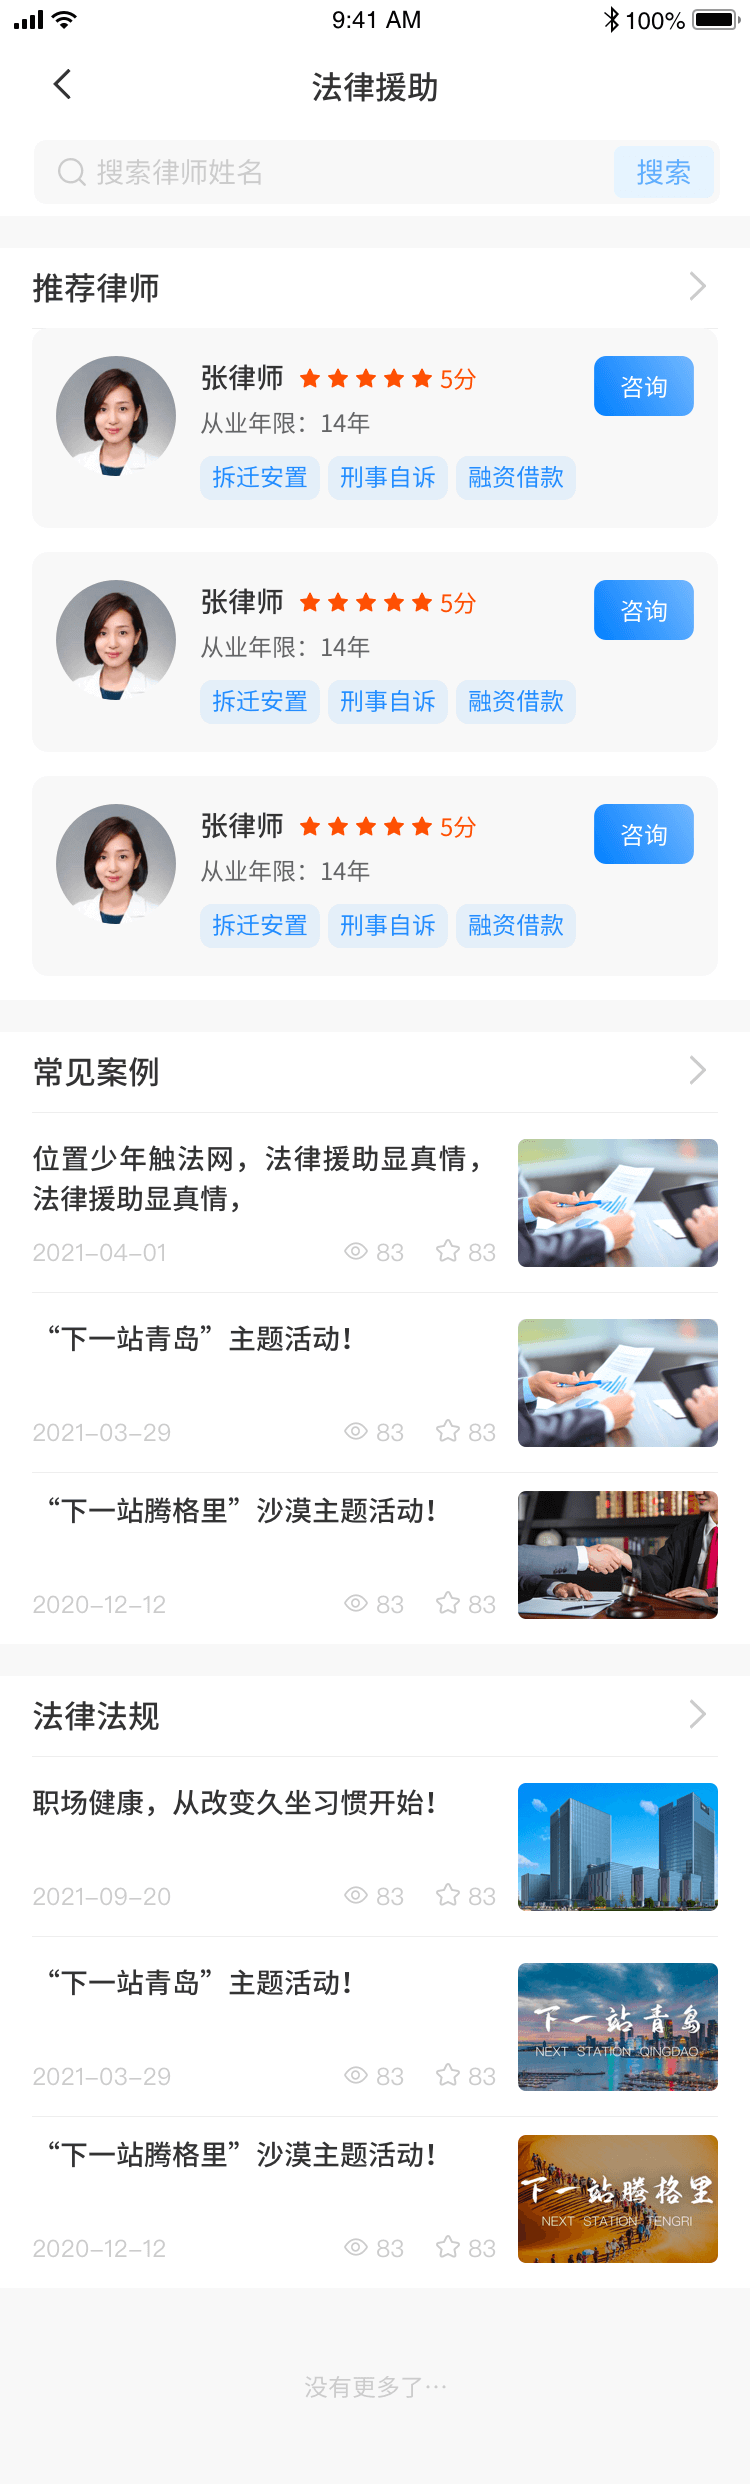 9:41 AM 100%
法律援助
搜索律师姓名 搜索
推荐律师
张律师 5分 咨询
从业年限：14年
拆迁安置 刑事自诉 融资借款
张律师 5分 咨询
从业年限：14年
拆迁安置 刑事自诉 融资借款
张律师 5分 咨询
从业年限：14年
拆迁安置 刑事自诉 融资借款
常见案例
位置少年触法网，法律援助显真情，
法律援助显真情，
2021-04-01 83 83
“下一站青岛”主题活动！
2021-03-29 83 83
“下一站腾格里”沙漠主题活动！
2020-12-12 83 83
法律法规
职场健康，从改变久坐习惯开始！
2021-09-20 83 83
“下一站青岛”主题活动！
2021-03-29 83 83
下一站青岛
NEXT STATION QINGDAO
“下一站腾格里”沙漠主题活动！
2020-12-12 83 83
下一站腾格里
NEXT STATION TENGRI
没有更多了…